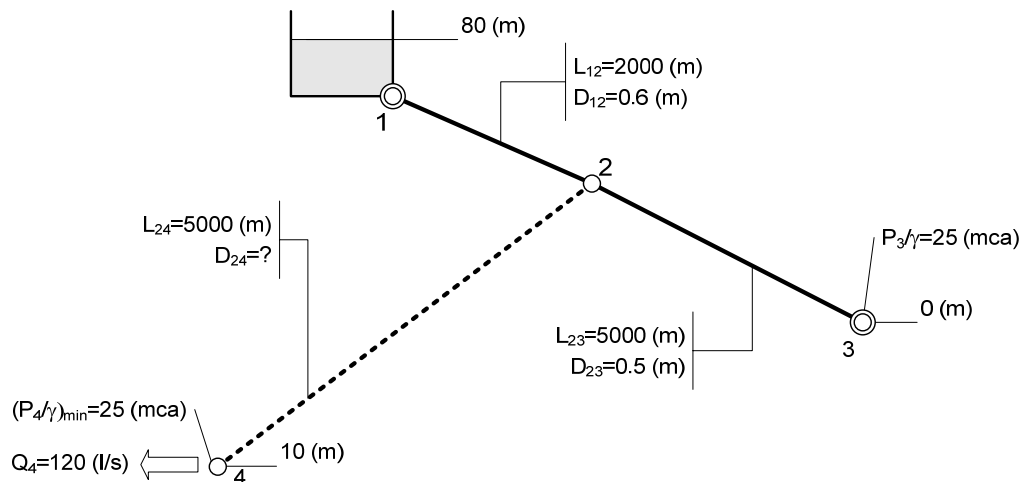 80 (m)
L₁₂=2000 (m)
D₁₂=0.6 (m)
1
2
L₂₄=5000 (m)
D₂₄=?
P₃/γ=25 (mca)
0 (m)
3
L₂₃=5000 (m)
D₂₃=0.5 (m)
(P₄/γ)min=25 (mca)
10 (m)
Q₄=120 (l/s)
4